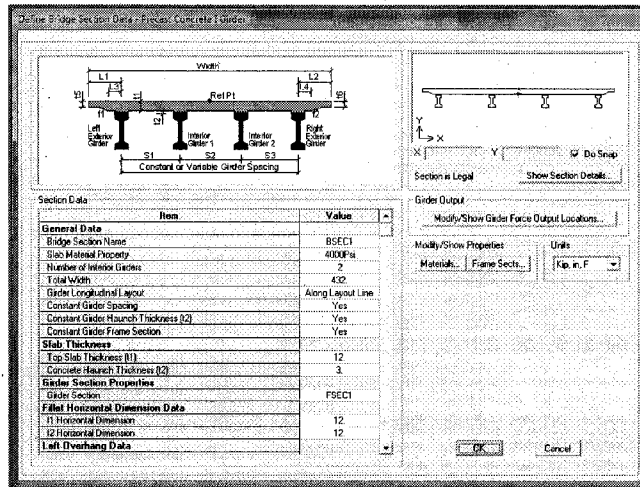 Define Bridge Section Data - Precast Concrete I Girder
Width
L1
L2
L3
L4
t5
t1
Ref Pt
t6
f1
t2
f2
Left Exterior Girder
Interior Girder 1
Interior Girder 2
Right Exterior Girder
S1
S2
S3
Constant or Variable Girder Spacing
Y
X
X
Y
Do Snap
Section is Legal
Show Section Details...
Section Data
Item
Value
General Data
Bridge Section Name
BSEC1
Slab Material Property
4000Psi
Number of Interior Girders
2
Total Width
432.
Girder Longitudinal Layout
Along Layout Line
Constant Girder Spacing
Yes
Constant Girder Haunch Thickness (t2)
Yes
Constant Girder Frame Section
Yes
Slab Thickness
Top Slab Thickness (t1)
12.
Concrete Haunch Thickness (t2)
3.
Girder Section Properties
Girder Section
FSEC1
Fillet Horizontal Dimension Data
f1 Horizontal Dimension
12.
f2 Horizontal Dimension
12.
Left Overhang Data
Girder Output
Modify/Show Girder Force Output Locations...
Modify/Show Properties
Materials...
Frame Sects...
Units
Kip, in, F
OK
Cancel